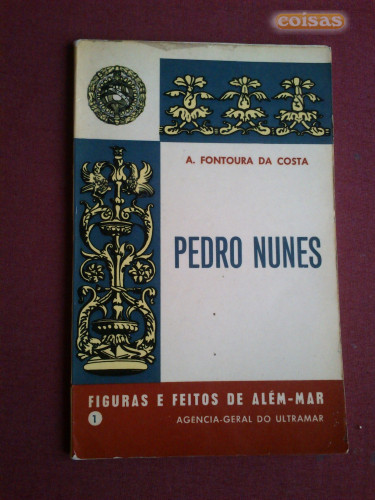 coisas
A. FONTOURA DA COSTA
PEDRO NUNES
FIGURAS E FEITOS DE ALÉM-MAR
1
AGENCIA-GERAL DO ULTRAMAR